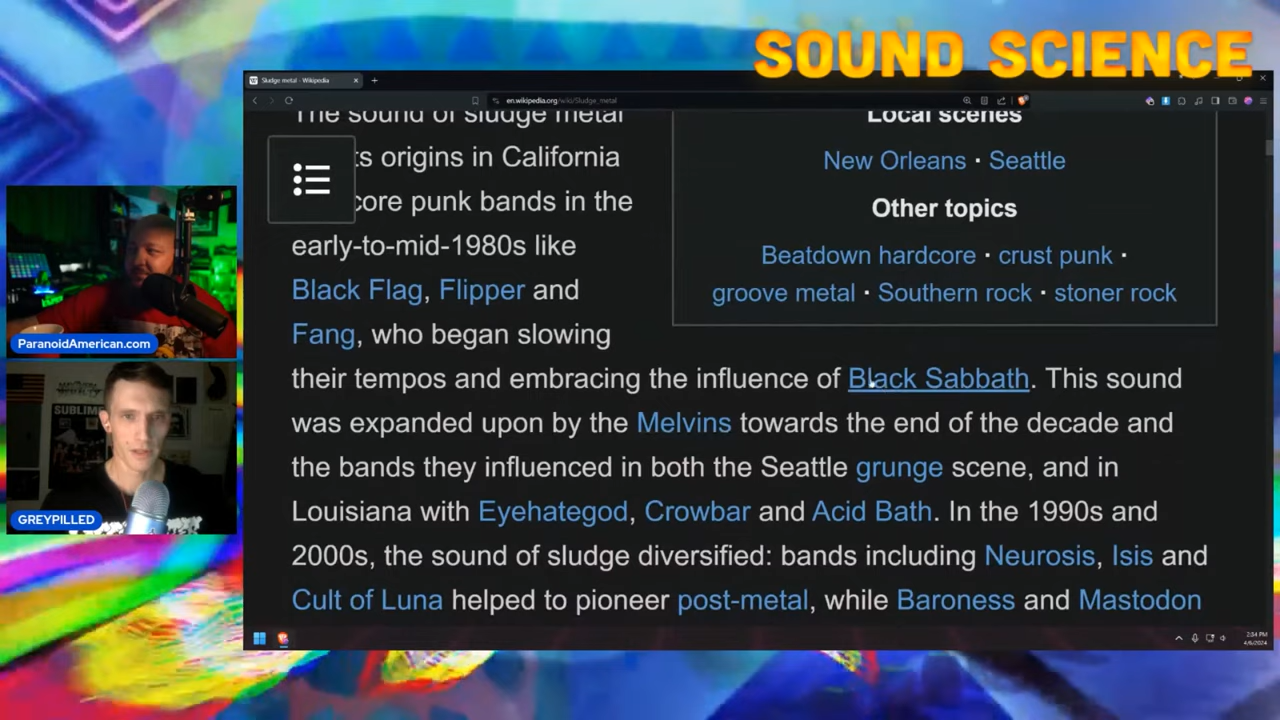 SOUND SCIENCE
Sludge metal - Wikipedia
en.wikipedia.org/wiki/Sludge_metal
The sound of sludge metal
ts origins in California
core punk bands in the
early-to-mid-1980s like
Black Flag, Flipper and
Fang, who began slowing
their tempos and embracing the influence of Black Sabbath. This sound
was expanded upon by the Melvins towards the end of the decade and
the bands they influenced in both the Seattle grunge scene, and in
Louisiana with Eyehategod, Crowbar and Acid Bath. In the 1990s and
2000s, the sound of sludge diversified: bands including Neurosis, Isis and
Cult of Luna helped to pioneer post-metal, while Baroness and Mastodon
Local scenes
New Orleans · Seattle
Other topics
Beatdown hardcore · crust punk ·
groove metal · Southern rock · stoner rock
ParanoidAmerican.com
SUBLIME
GREYPILLED
2:04 PM